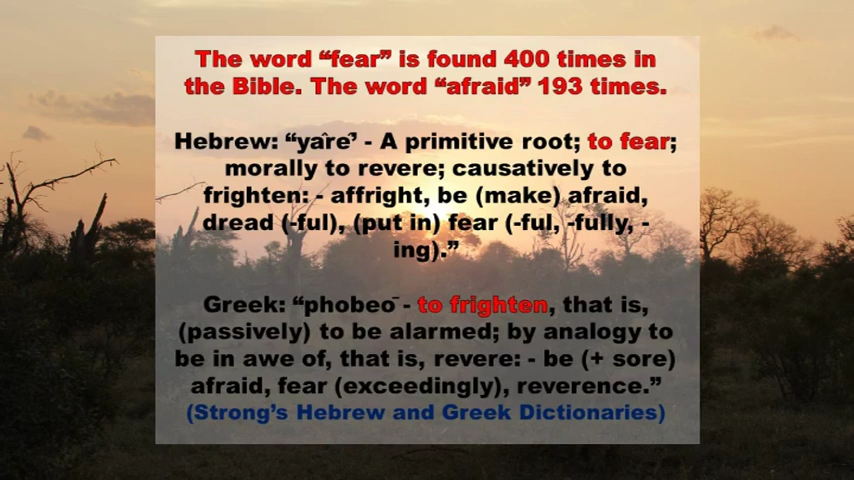 The word “fear” is found 400 times in
the Bible. The word “afraid” 193 times.
Hebrew: “yârê’ - A primitive root; to fear;
morally to revere; causatively to
frighten: - affright, be (make) afraid,
dread (-ful), (put in) fear (-ful, -fully, -
ing).”
Greek: “phobeō - to frighten, that is,
(passively) to be alarmed; by analogy to
be in awe of, that is, revere: - be (+ sore)
afraid, fear (exceedingly), reverence.”
(Strong’s Hebrew and Greek Dictionaries)